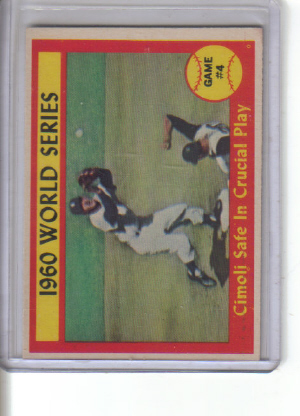 1960 WORLD SERIES
GAME
#4
Cimoli Safe In Crucial Play